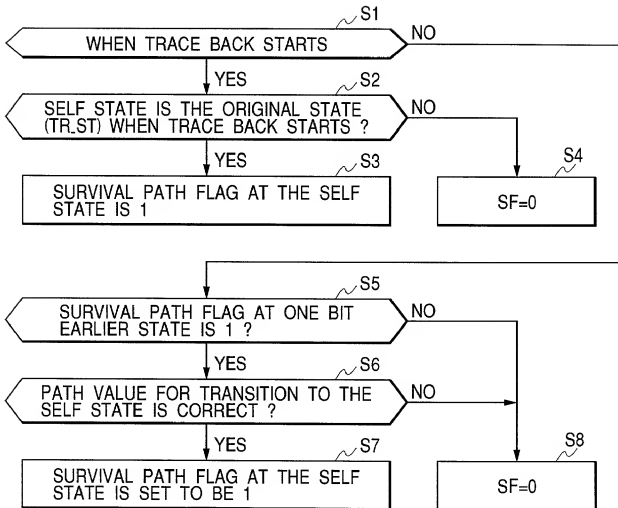 S1
WHEN TRACE BACK STARTS
NO
YES
S2
SELF STATE IS THE ORIGINAL STATE
(TR_ST) WHEN TRACE BACK STARTS ?
NO
YES
S3
SURVIVAL PATH FLAG AT THE SELF
STATE IS 1
S4
SF=0
S5
SURVIVAL PATH FLAG AT ONE BIT
EARLIER STATE IS 1 ?
NO
YES
S6
PATH VALUE FOR TRANSITION TO THE
SELF STATE IS CORRECT ?
NO
YES
S7
SURVIVAL PATH FLAG AT THE SELF
STATE IS SET TO BE 1
S8
SF=0